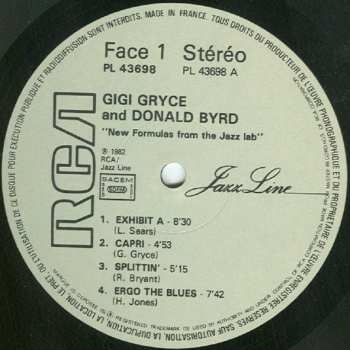 TOUS DROITS DU PRODUCTEUR PHONOGRAPHIQUE ET DU PROPRIETAIRE DE L'ŒUVRE ENREGISTREE RESERVES. SAUF AUTORISATION, LA DUPLICATION, LA LOCATION, LE PRET OU L'UTILISATION DE CE DISQUE POUR EXECUTION PUBLIQUE ET RADIODIFFUSION SONT INTERDITS. MADE IN FRANCE.
Face 1 Stéréo
PL 43698 PL 43698 A
GIGI GRYCE
and DONALD BYRD
"New Formulas from the Jazz lab"
RCA
℗ 1982
RCA/
Jazz Line
SACEM
Jazz Line
1. EXHIBIT A - 8'30
(L. Sears)
2. CAPRI - 4'53
(G. Gryce)
3. SPLITTIN' - 5'15
(R. Bryant)
4. ERGO THE BLUES - 7'42
(H. Jones)